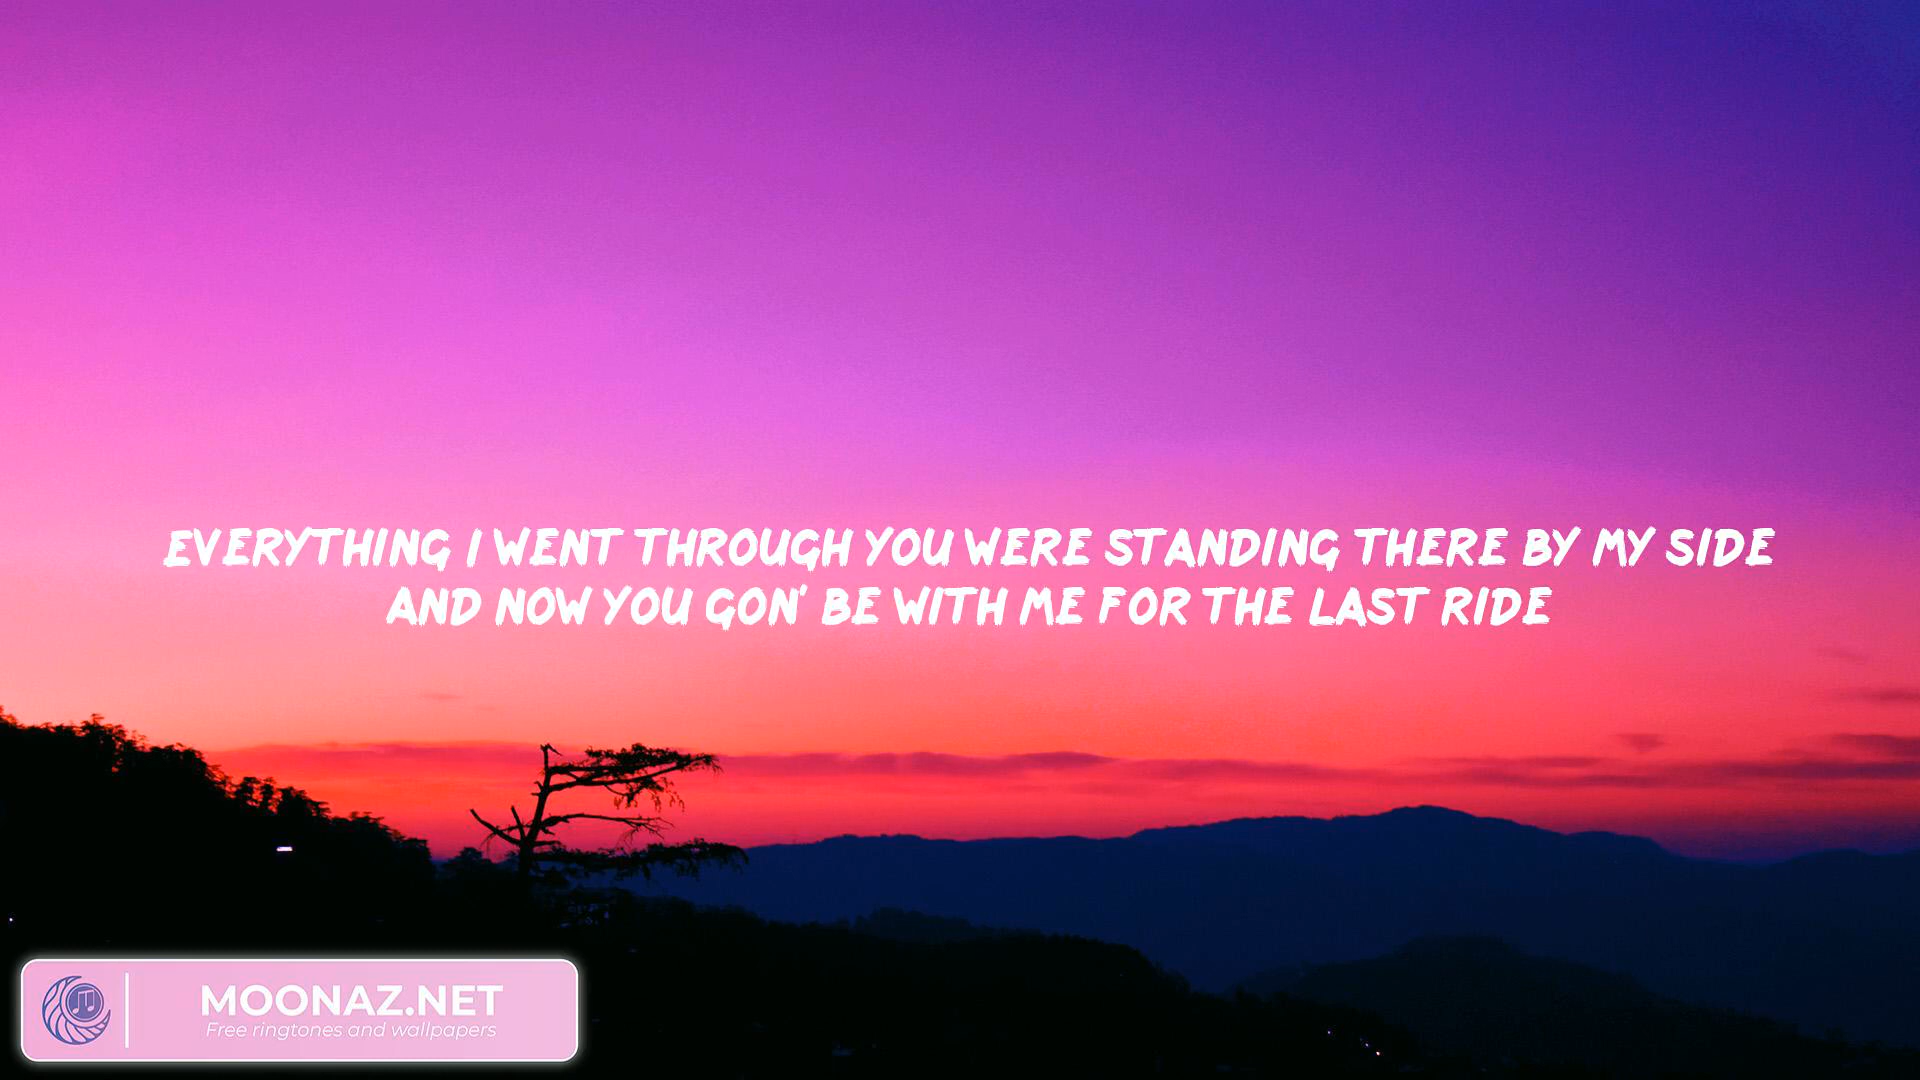 EVERYTHING I WENT THROUGH YOU WERE STANDING THERE BY MY SIDE
AND NOW YOU GON' BE WITH ME FOR THE LAST RIDE
MOONAZ.NET
Free ringtones and wallpapers